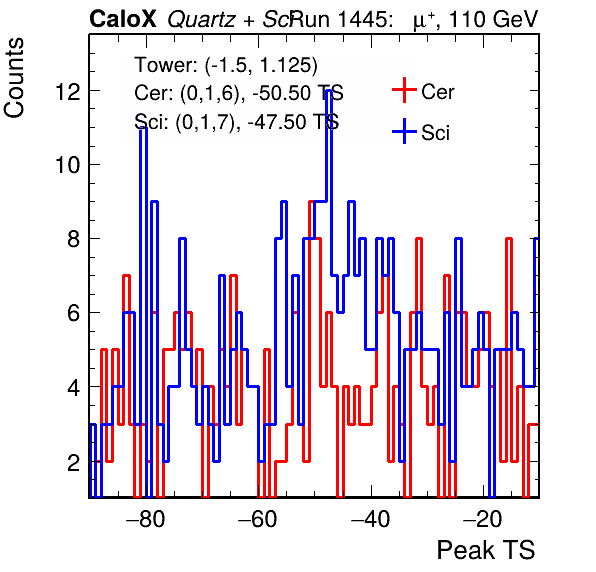 CaloX Quartz + Sci Run 1445: μ⁺, 110 GeV
Tower: (-1.5, 1.125)
Cer: (0,1,6), -50.50 TS
Sci: (0,1,7), -47.50 TS
Cer
Sci
Counts
12
10
8
6
4
2
−80 −60 −40 −20
Peak TS